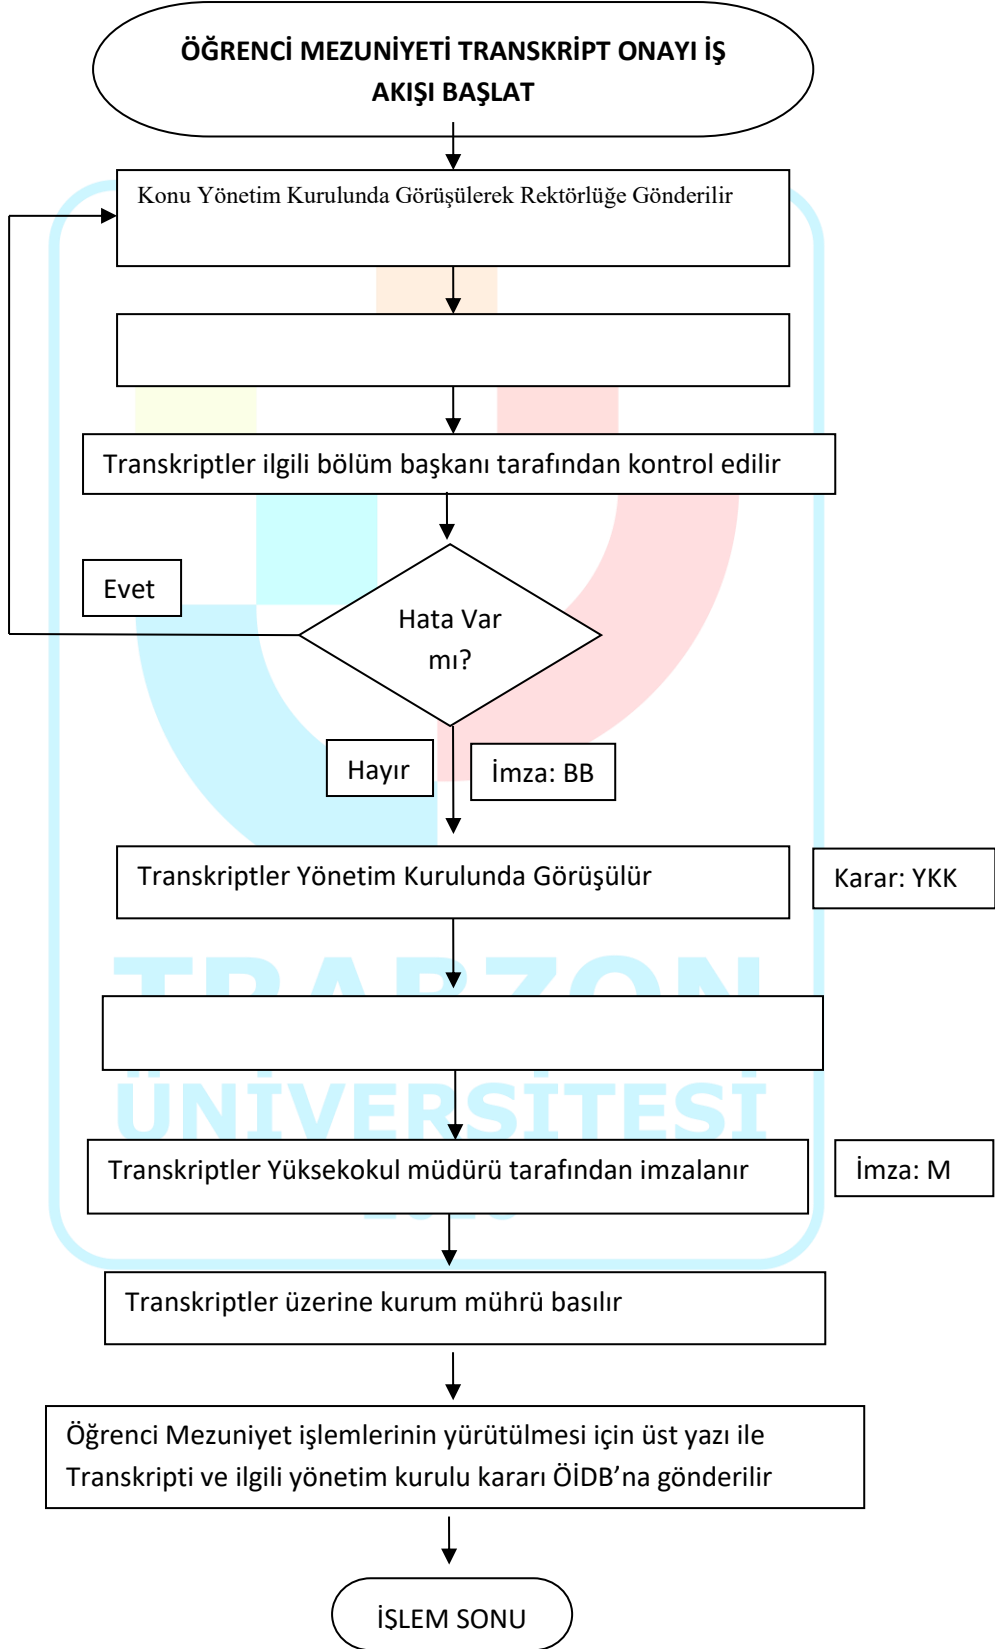 ÖĞRENCİ MEZUNİYETİ TRANSKRİPT ONAYI İŞ
AKIŞI BAŞLAT
Konu Yönetim Kurulunda Görüşülerek Rektörlüğe Gönderilir
Transkriptler ilgili bölüm başkanı tarafından kontrol edilir
Evet
Hata Var
mı?
Hayır
İmza: BB
Transkriptler Yönetim Kurulunda Görüşülür
Karar: YKK
TRABZON
ÜNİVERSİTESİ
Transkriptler Yüksekokul müdürü tarafından imzalanır
İmza: M
Transkriptler üzerine kurum mührü basılır
Öğrenci Mezuniyet işlemlerinin yürütülmesi için üst yazı ile
Transkripti ve ilgili yönetim kurulu kararı ÖİDB’na gönderilir
İŞLEM SONU